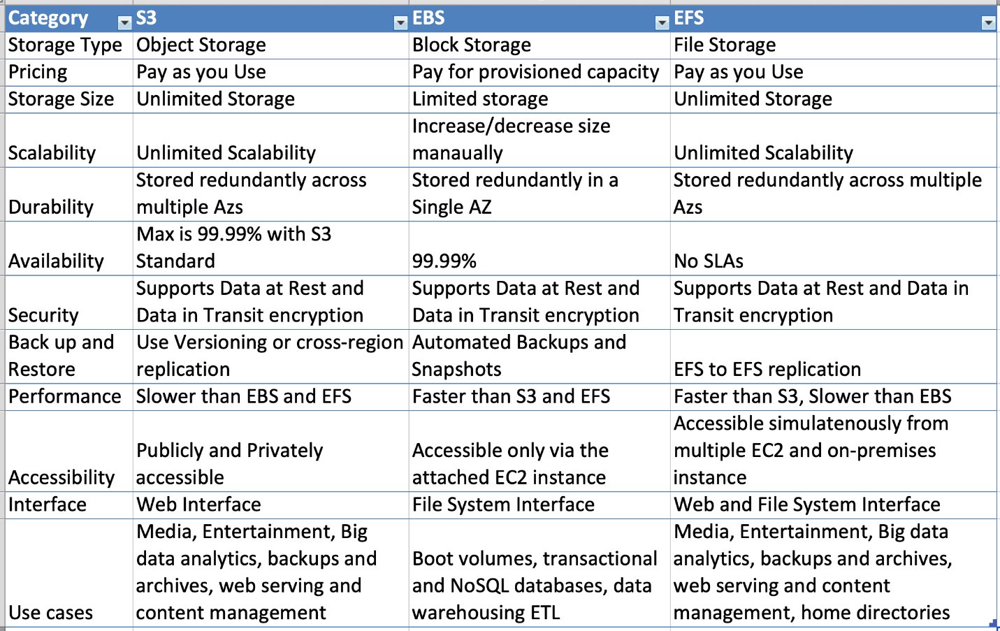 Category S3 EBS EFS
Storage Type Object Storage Block Storage File Storage
Pricing Pay as you Use Pay for provisioned capacity Pay as you Use
Storage Size Unlimited Storage Limited storage Unlimited Storage
Scalability
Unlimited Scalability
Increase/decrease size
manaually
Unlimited Scalability
Durability
Stored redundantly across
multiple Azs
Stored redundantly in a
Single AZ
Stored redundantly across multiple
Azs
Availability
Max is 99.99% with S3
Standard
99.99%
No SLAs
Security
Supports Data at Rest and
Data in Transit encryption
Supports Data at Rest and
Data in Transit encryption
Supports Data at Rest and Data in
Transit encryption
Back up and
Restore
Use Versioning or cross-region
replication
Automated Backups and
Snapshots
EFS to EFS replication
Performance Slower than EBS and EFS Faster than S3 and EFS Faster than S3, Slower than EBS
Accessibility
Publicly and Privately
accessible
Accessible only via the
attached EC2 instance
Accessible simulatenously from
multiple EC2 and on-premises
instance
Interface Web Interface File System Interface Web and File System Interface
Use cases
Media, Entertainment, Big
data analytics, backups and
archives, web serving and
content management
Boot volumes, transactional
and NoSQL databases, data
warehousing ETL
Media, Entertainment, Big data
analytics, backups and archives,
web serving and content
management, home directories